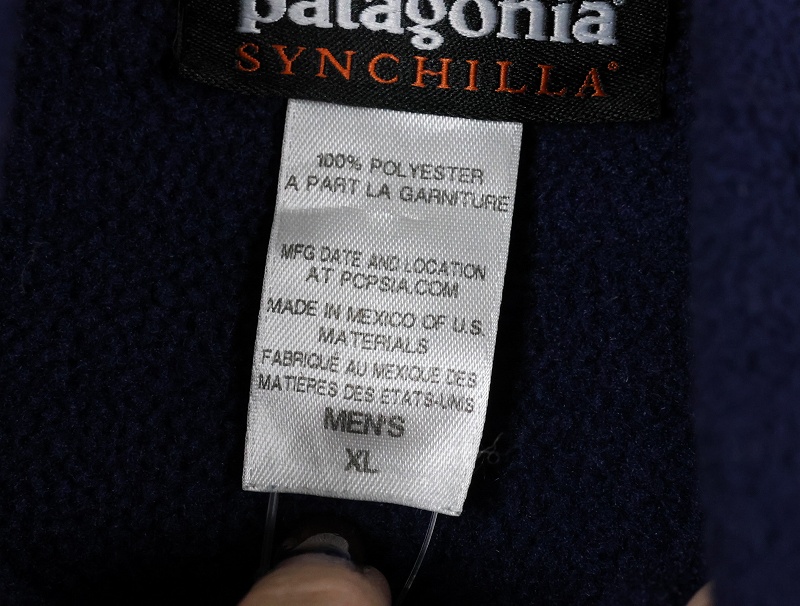 patagonia
SYNCHILLA®
100% POLYESTER
A PART LA GARNITURE
MFG DATE AND LOCATION
AT PCPSIA.COM
MADE IN MEXICO OF U.S.
MATERIALS
FABRIQUÉ AU MEXIQUE DES
MATIERES DES ETATS-UNIS
MEN'S
XL